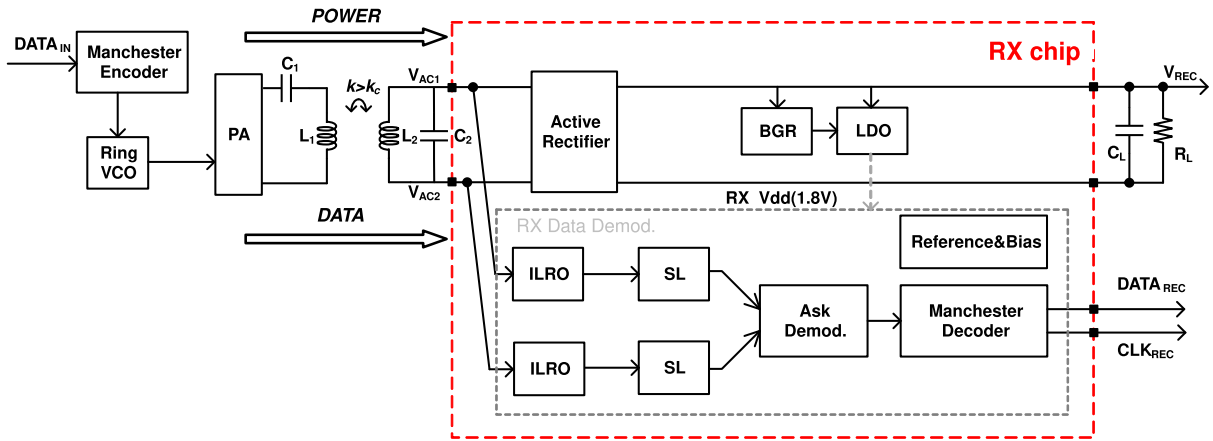 POWER
DATA IN
Manchester
Encoder
Ring
VCO
PA
C1
L1
k>kc
L2
C2
VAC1
VAC2
DATA
RX chip
Active
Rectifier
BGR
LDO
VREC
CL
RL
RX Vdd(1.8V)
RX Data Demod.
Reference&Bias
ILRO
SL
ILRO
SL
Ask
Demod.
Manchester
Decoder
DATA REC
CLKREC